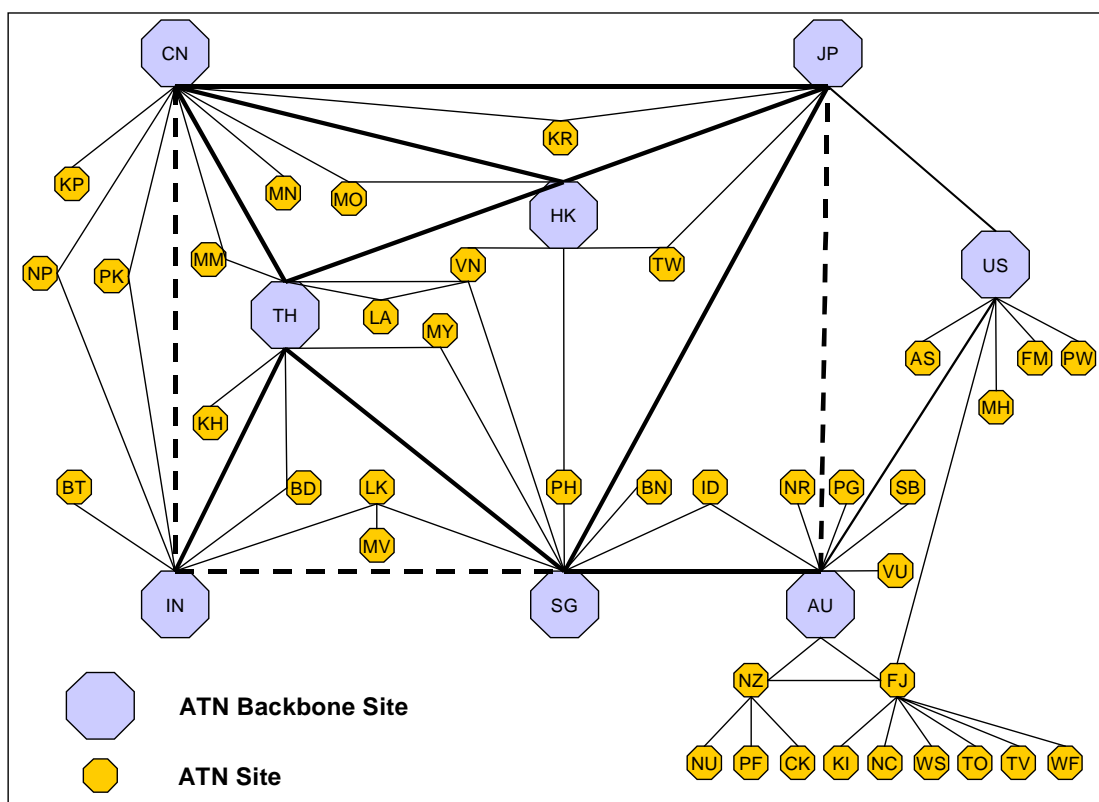 CN
JP
KR
KP
MN
MO
HK
NP
PK
MM
VN
TW
US
TH
LA
MY
AS
FM
PW
MH
KH
BT
BD
LK
PH
BN
ID
NR
PG
SB
MV
VU
IN
SG
AU
NZ
FJ
ATN Backbone Site
NU
PF
CK
KI
NC
WS
TO
TV
WF
ATN Site